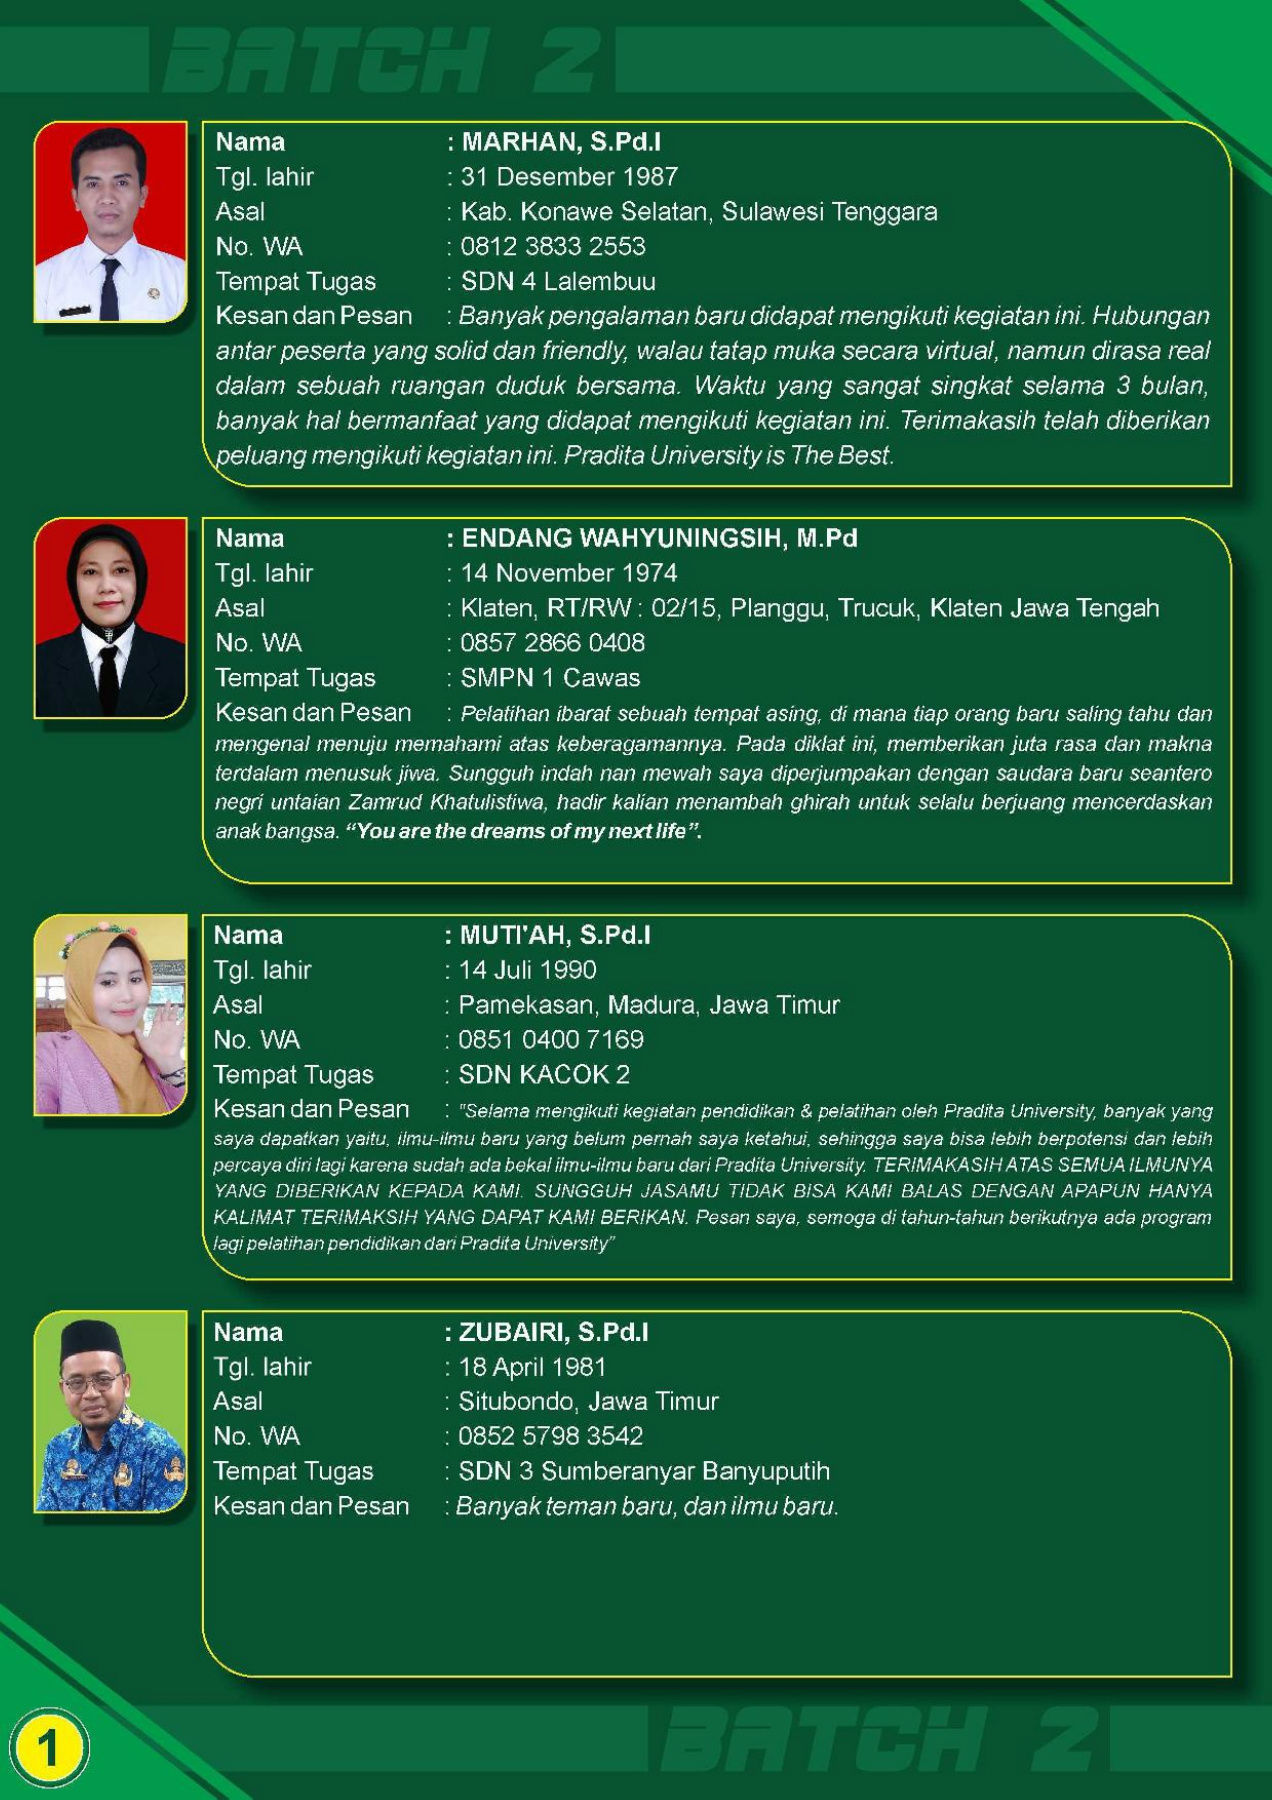 BATCH 2
Nama : MARHAN, S.Pd.I
Tgl. lahir : 31 Desember 1987
Asal : Kab. Konawe Selatan, Sulawesi Tenggara
No. WA : 0812 3833 2553
Tempat Tugas : SDN 4 Lalembuu
Kesan dan Pesan : Banyak pengalaman baru didapat mengikuti kegiatan ini. Hubungan
antar peserta yang solid dan friendly, walau tatap muka secara virtual, namun dirasa real
dalam sebuah ruangan duduk bersama. Waktu yang sangat singkat selama 3 bulan,
banyak hal bermanfaat yang didapat mengikuti kegiatan ini. Terimakasih telah diberikan
peluang mengikuti kegiatan ini. Pradita University is The Best.
Nama : ENDANG WAHYUNINGSIH, M.Pd
Tgl. lahir : 14 November 1974
Asal : Klaten, RT/RW : 02/15, Planggu, Trucuk, Klaten Jawa Tengah
No. WA : 0857 2866 0408
Tempat Tugas : SMPN 1 Cawas
Kesan dan Pesan : Pelatihan ibarat sebuah tempat asing, di mana tiap orang baru saling tahu dan
mengenal menuju memahami atas keberagamannya. Pada diklat ini, memberikan juta rasa dan makna
terdalam menusuk jiwa. Sungguh indah nan mewah saya diperjumpakan dengan saudara baru seantero
negri untaian Zamrud Khatulistiwa, hadir kalian menambah ghirah untuk selalu berjuang mencerdaskan
anak bangsa. “You are the dreams of my next life”.
Nama : MUTI'AH, S.Pd.I
Tgl. lahir : 14 Juli 1990
Asal : Pamekasan, Madura, Jawa Timur
No. WA : 0851 0400 7169
Tempat Tugas : SDN KACOK 2
Kesan dan Pesan : "Selama mengikuti kegiatan pendidikan & pelatihan oleh Pradita University, banyak yang
saya dapatkan yaitu, ilmu-ilmu baru yang belum pernah saya ketahui, sehingga saya bisa lebih berpotensi dan lebih
percaya diri lagi karena sudah ada bekal ilmu-ilmu baru dari Pradita University. TERIMAKASIH ATAS SEMUA ILMUNYA
YANG DIBERIKAN KEPADA KAMI. SUNGGUH JASAMU TIDAK BISA KAMI BALAS DENGAN APAPUN HANYA
KALIMAT TERIMAKSIH YANG DAPAT KAMI BERIKAN. Pesan saya, semoga di tahun-tahun berikutnya ada program
lagi pelatihan pendidikan dari Pradita University"
Nama : ZUBAIRI, S.Pd.I
Tgl. lahir : 18 April 1981
Asal : Situbondo, Jawa Timur
No. WA : 0852 5798 3542
Tempat Tugas : SDN 3 Sumberanyar Banyuputih
Kesan dan Pesan : Banyak teman baru, dan ilmu baru.
1
BATCH 2